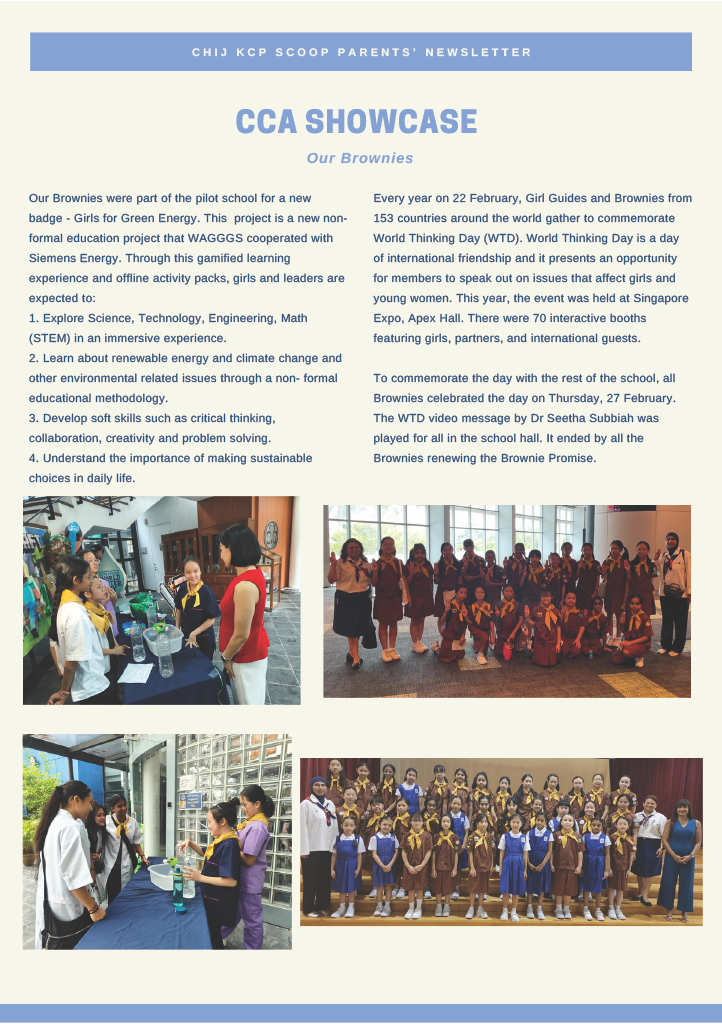 CHIJ KCP SCOOP PARENTS' NEWSLETTER
CCA SHOWCASE
Our Brownies
Our Brownies were part of the pilot school for a new
badge - Girls for Green Energy. This  project is a new non-
formal education project that WAGGGS cooperated with
Siemens Energy. Through this gamified learning
experience and offline activity packs, girls and leaders are
expected to:
1. Explore Science, Technology, Engineering, Math
(STEM) in an immersive experience.
2. Learn about renewable energy and climate change and
other environmental related issues through a non- formal
educational methodology.
3. Develop soft skills such as critical thinking,
collaboration, creativity and problem solving.
4. Understand the importance of making sustainable
choices in daily life.
Every year on 22 February, Girl Guides and Brownies from
153 countries around the world gather to commemorate
World Thinking Day (WTD). World Thinking Day is a day
of international friendship and it presents an opportunity
for members to speak out on issues that affect girls and
young women. This year, the event was held at Singapore
Expo, Apex Hall. There were 70 interactive booths
featuring girls, partners, and international guests.
To commemorate the day with the rest of the school, all
Brownies celebrated the day on Thursday, 27 February.
The WTD video message by Dr Seetha Subbiah was
played for all in the school hall. It ended by all the
Brownies renewing the Brownie Promise.